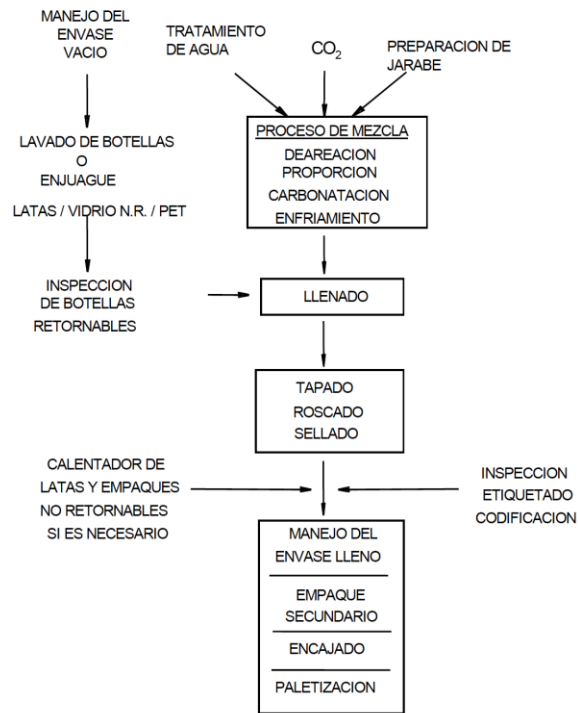 MANEJO DEL
ENVASE
VACIO
TRATAMIENTO
DE AGUA
CO2
PREPARACION DE
JARABE
LAVADO DE BOTELLAS
O
ENJUAGUE
LATAS / VIDRIO N.R. / PET
PROCESO DE MEZCLA
DEAREACION
PROPORCION
CARBONATACION
ENFRIAMIENTO
INSPECCION
DE BOTELLAS
RETORNABLES
LLENADO
TAPADO
ROSCADO
SELLADO
CALENTADOR DE
LATAS Y EMPAQUES
NO RETORNABLES
SI ES NECESARIO
INSPECCION
ETIQUETADO
CODIFICACION
MANEJO DEL
ENVASE LLENO
EMPAQUE
SECUNDARIO
ENCAJADO
PALETIZACION